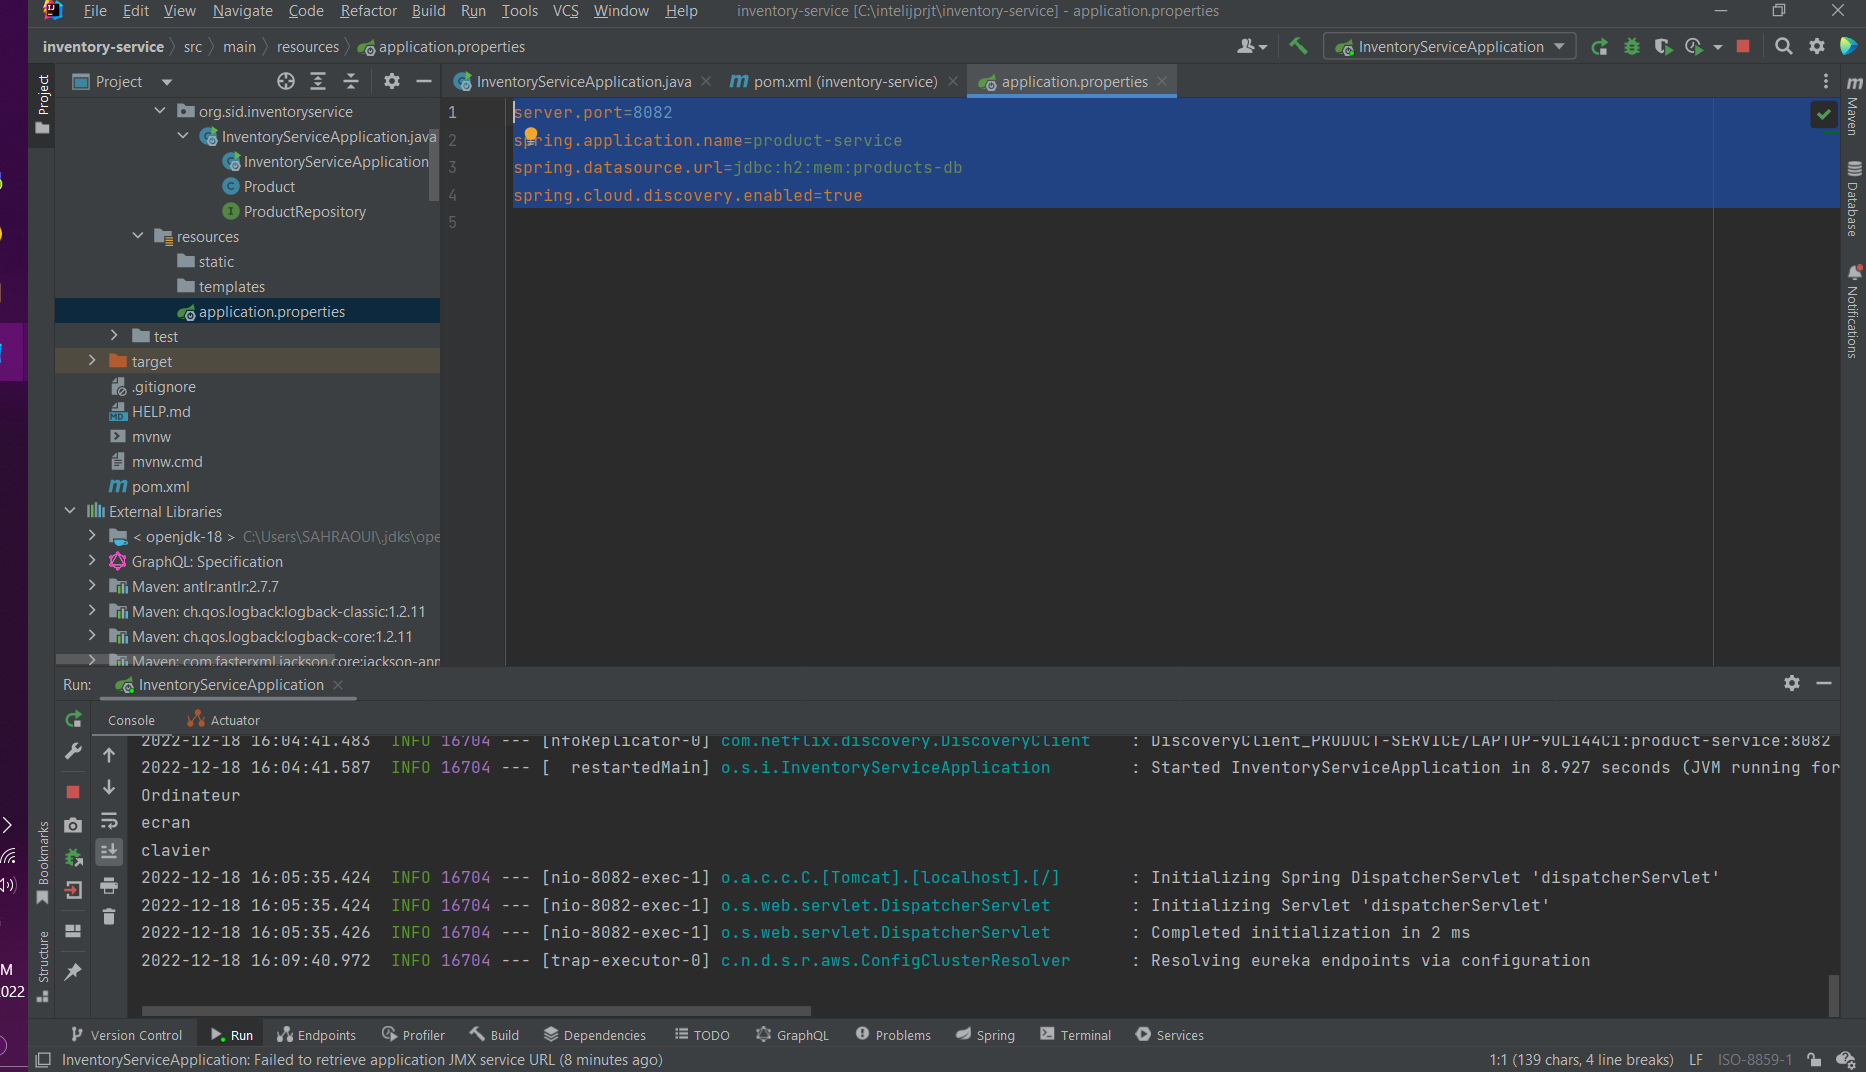 File Edit View Navigate Code Refactor Build Run Tools VCS Window Help inventory-service [C:\intelijprjt\inventory-service] - application.properties
inventory-service src main resources application.properties
InventoryServiceApplication
Project
Project
InventoryServiceApplication.java
pom.xml (inventory-service)
application.properties
org.sid.inventoryservice
InventoryServiceApplication.java
InventoryServiceApplication
Product
ProductRepository
resources
static
templates
application.properties
test
target
.gitignore
HELP.md
mvnw
mvnw.cmd
pom.xml
External Libraries
< openjdk-18 > C:\Users\SAHRAOUI\.jdks\ope
GraphQL: Specification
Maven: antlr:antlr:2.7.7
Maven: ch.qos.logback:logback-classic:1.2.11
Maven: ch.qos.logback:logback-core:1.2.11
Maven: com.fasterxml.jackson.core:jackson-ann
1 server.port=8082
2 spring.application.name=product-service
3 spring.datasource.url=jdbc:h2:mem:products-db
4 spring.cloud.discovery.enabled=true
5
Maven
Database
Notifications
Run: InventoryServiceApplication
Console Actuator
2022-12-18 16:04:41.483 INFO 16704 --- [nfoReplicator-0] com.netflix.discovery.DiscoveryClient : DiscoveryClient_PRODUCT-SERVICE/LAPTOP-9UL144C1:product-service:8082
2022-12-18 16:04:41.587 INFO 16704 --- [ restartedMain] o.s.i.InventoryServiceApplication : Started InventoryServiceApplication in 8.927 seconds (JVM running for
Ordinateur
ecran
clavier
2022-12-18 16:05:35.424 INFO 16704 --- [nio-8082-exec-1] o.a.c.c.C.[Tomcat].[localhost].[/] : Initializing Spring DispatcherServlet 'dispatcherServlet'
2022-12-18 16:05:35.424 INFO 16704 --- [nio-8082-exec-1] o.s.web.servlet.DispatcherServlet : Initializing Servlet 'dispatcherServlet'
2022-12-18 16:05:35.426 INFO 16704 --- [nio-8082-exec-1] o.s.web.servlet.DispatcherServlet : Completed initialization in 2 ms
2022-12-18 16:09:40.972 INFO 16704 --- [trap-executor-0] c.n.d.s.r.aws.ConfigClusterResolver : Resolving eureka endpoints via configuration
Bookmarks
Structure
M
022
Version Control Run Endpoints Profiler Build Dependencies TODO GraphQL Problems Spring Terminal Services
InventoryServiceApplication: Failed to retrieve application JMX service URL (8 minutes ago) 1:1 (139 chars, 4 line breaks) LF ISO-8859-1